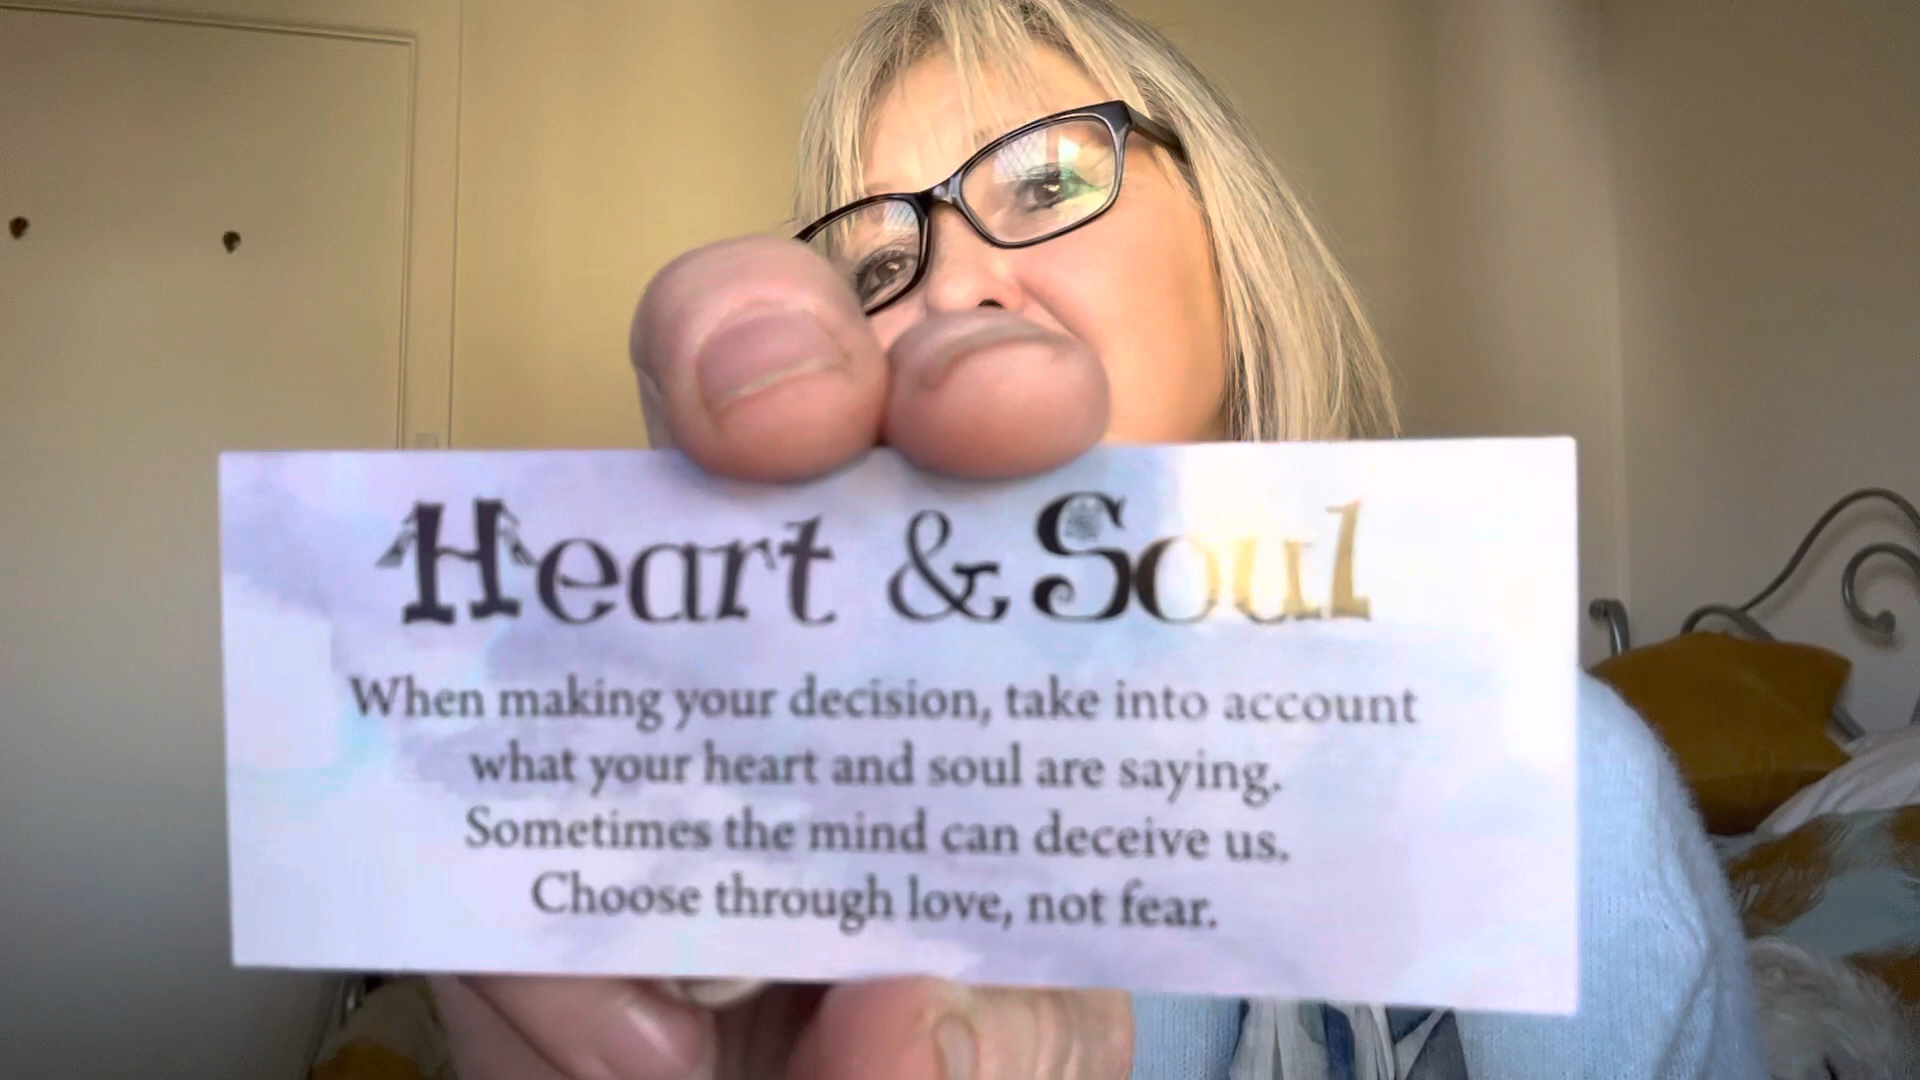 Heart & Soul
When making your decision, take into account
what your heart and soul are saying.
Sometimes the mind can deceive us.
Choose through love, not fear.